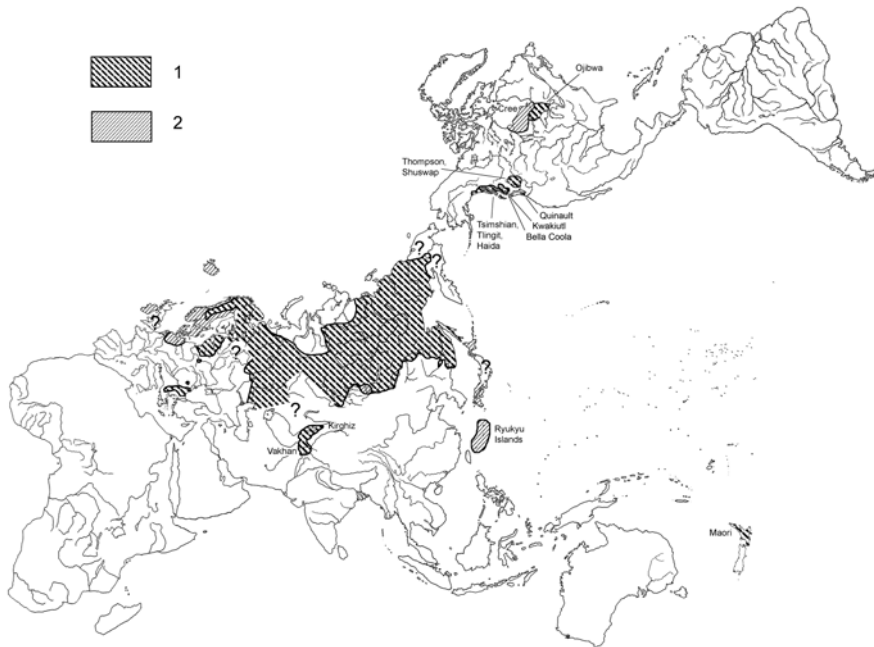 1
2
Ojibwa
Cree
Thompson,
Shuswap
Quinault
Kwakiutl
Bella Coola
Tsimshian,
Tlingit,
Haida
?
?
?
?
?
?
Kirghiz
Vakhan
Ryukyu
Islands
Maori